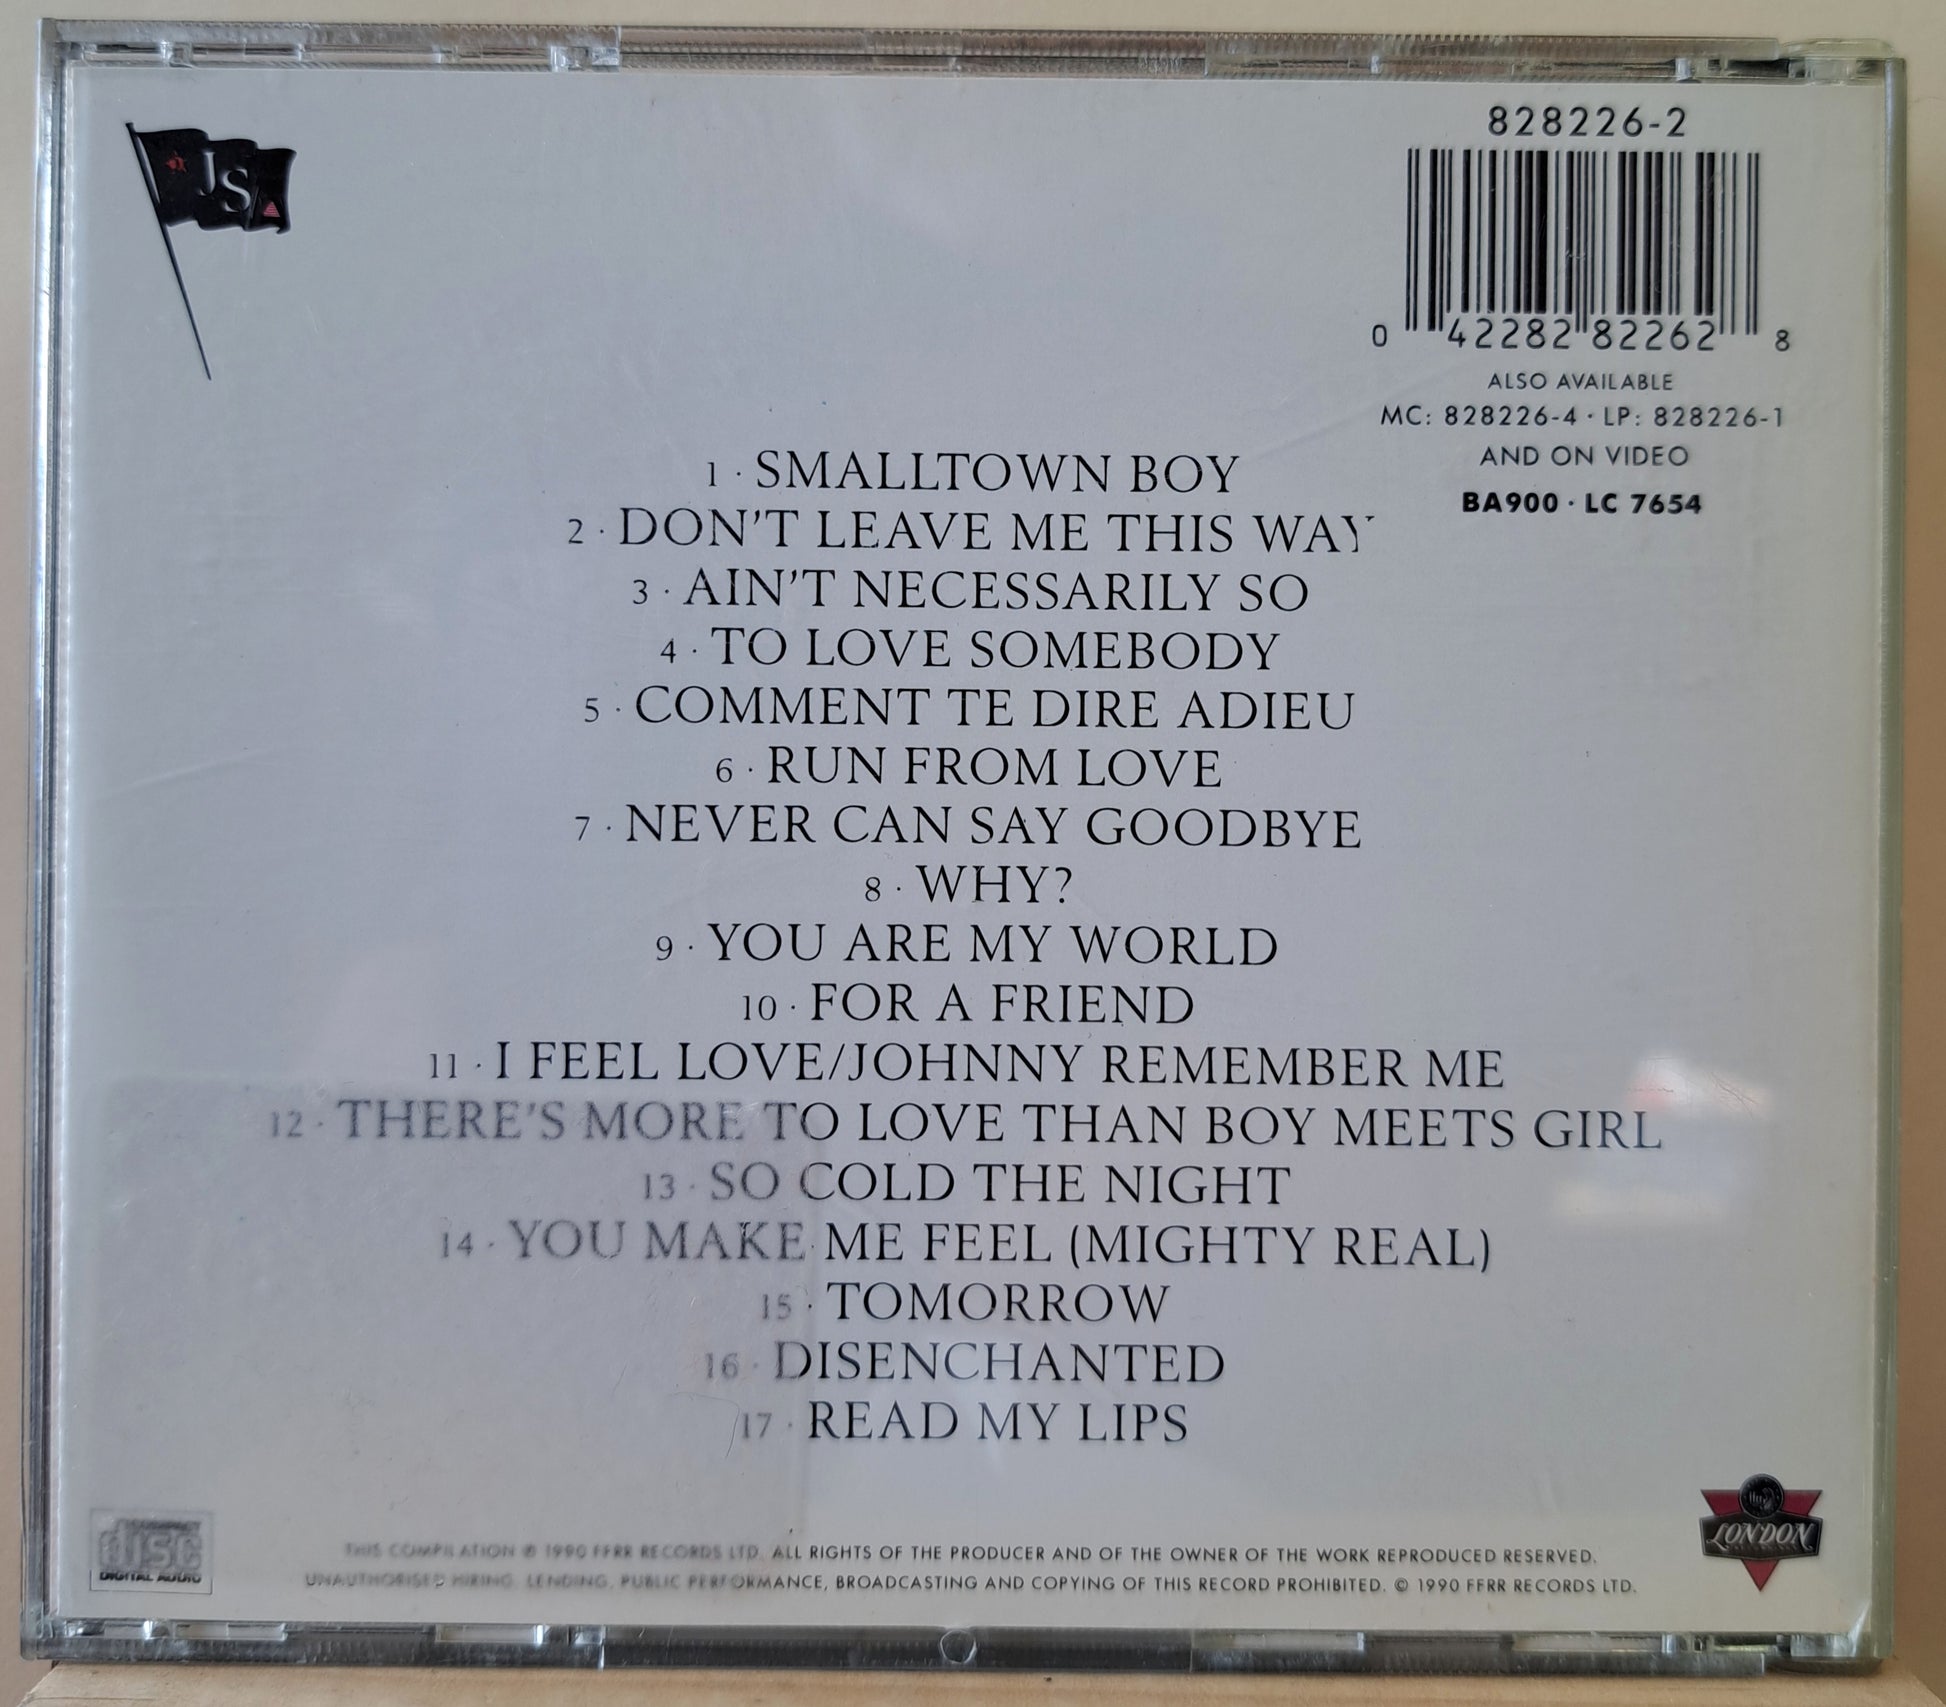 JS
828226-2
0 42282 82262 8
ALSO AVAILABLE
MC: 828226-4 · LP: 828226-1
AND ON VIDEO
BA900 · LC 7654
1 · SMALLTOWN BOY
2 · DON'T LEAVE ME THIS WAY
3 · AIN'T NECESSARILY SO
4 · TO LOVE SOMEBODY
5 · COMMENT TE DIRE ADIEU
6 · RUN FROM LOVE
7 · NEVER CAN SAY GOODBYE
8 · WHY?
9 · YOU ARE MY WORLD
10 · FOR A FRIEND
11 · I FEEL LOVE/JOHNNY REMEMBER ME
12 · THERE'S MORE TO LOVE THAN BOY MEETS GIRL
13 · SO COLD THE NIGHT
14 · YOU MAKE ME FEEL (MIGHTY REAL)
15 · TOMORROW
16 · DISENCHANTED
17 · READ MY LIPS
COMPACT
disc
DIGITAL AUDIO
THIS COMPILATION ℗ 1990 FFRR RECORDS LTD. ALL RIGHTS OF THE PRODUCER AND OF THE OWNER OF THE WORK REPRODUCED RESERVED.
UNAUTHORISED HIRING, LENDING, PUBLIC PERFORMANCE, BROADCASTING AND COPYING OF THIS RECORD PROHIBITED. © 1990 FFRR RECORDS LTD.
LONDON